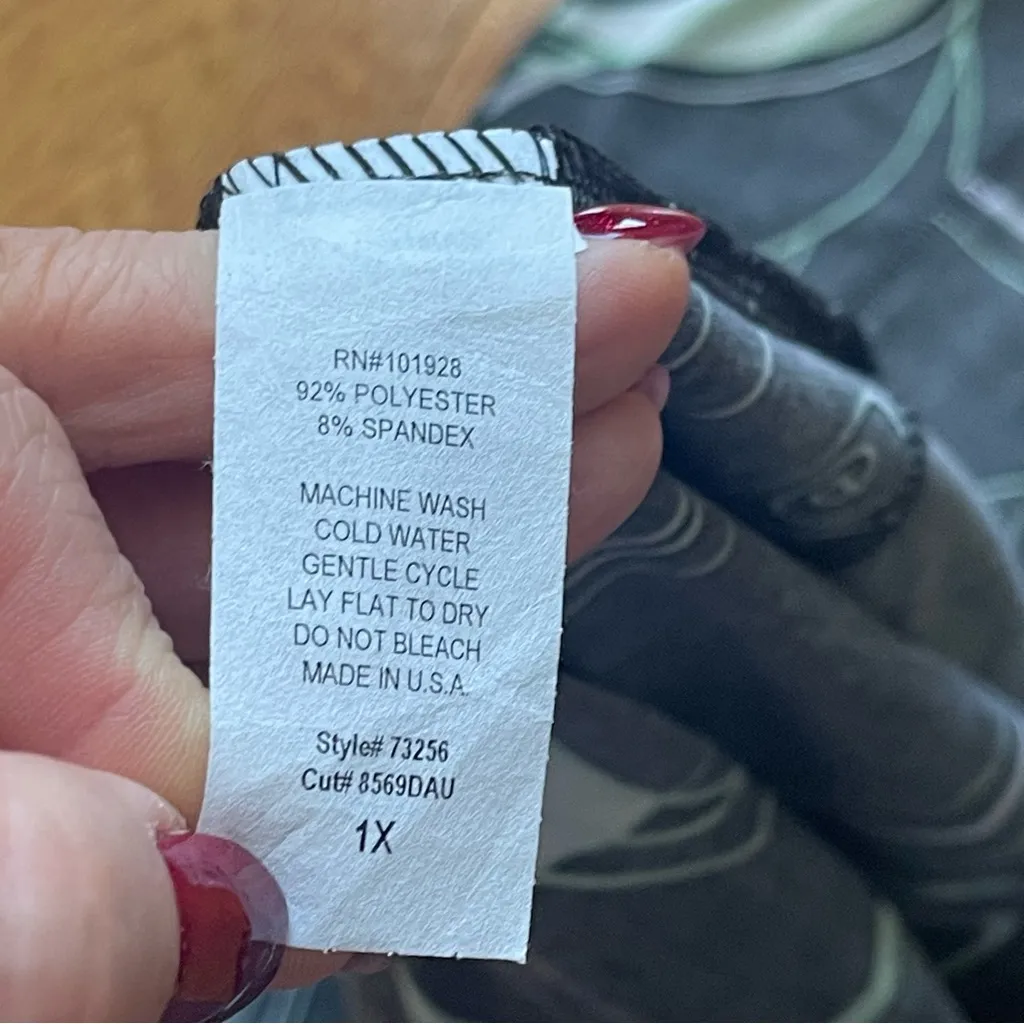 RN#101928
92% POLYESTER
8% SPANDEX
MACHINE WASH
COLD WATER
GENTLE CYCLE
LAY FLAT TO DRY
DO NOT BLEACH
MADE IN U.S.A.
Style# 73256
Cut# 8569DAU
1X